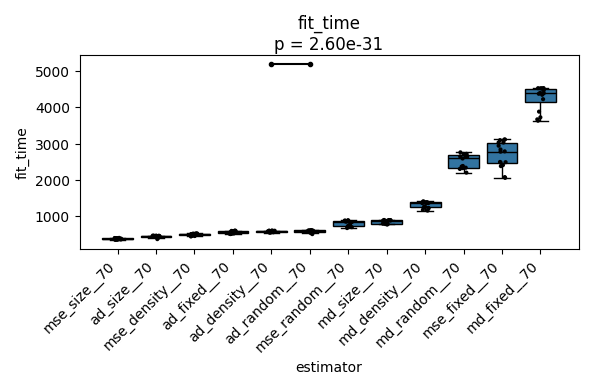 fit_time
p = 2.60e-31
5000
4000
3000
2000
1000
fit_time
mse_size__70
ad_size__70
mse_density__70
ad_fixed__70
ad_density__70
ad_random__70
mse_random__70
md_size__70
md_density__70
md_random__70
mse_fixed__70
md_fixed__70
estimator